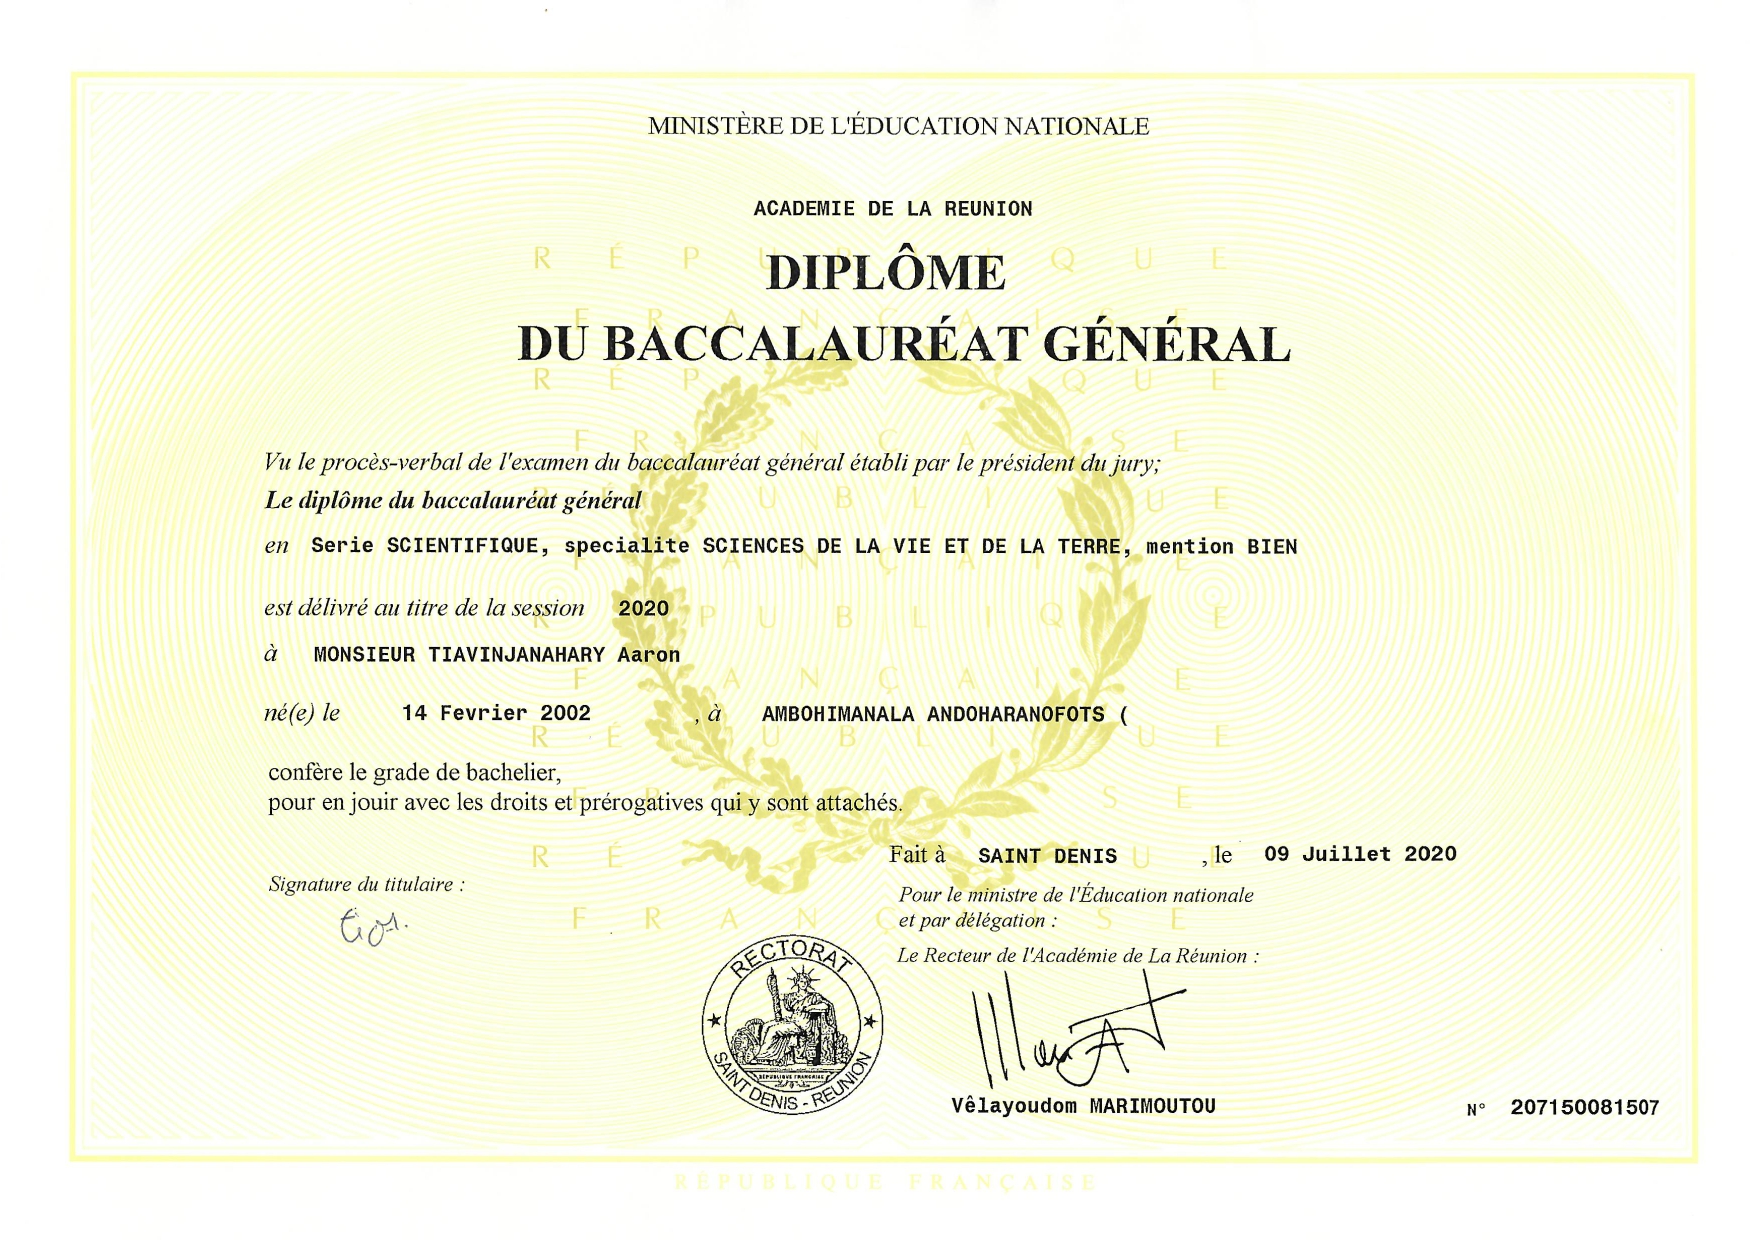 MINISTÈRE DE L'ÉDUCATION NATIONALE
ACADEMIE DE LA REUNION
DIPLÔME
DU BACCALAURÉAT GÉNÉRAL
Vu le procès-verbal de l'examen du baccalauréat général établi par le président du jury;
Le diplôme du baccalauréat général
en Serie SCIENTIFIQUE, specialite SCIENCES DE LA VIE ET DE LA TERRE, mention BIEN
est délivré au titre de la session 2020
à MONSIEUR TIAVINJANAHARY Aaron
né(e) le 14 Fevrier 2002 , à AMBOHIMANALA ANDOHARANOFOTS (
confère le grade de bachelier,
pour en jouir avec les droits et prérogatives qui y sont attachés.
Fait à SAINT DENIS , le 09 Juillet 2020
Signature du titulaire :
Pour le ministre de l'Éducation nationale
et par délégation :
Le Recteur de l'Académie de La Réunion :
RECTORAT
RÉPUBLIQUE FRANÇAISE
SAINT DENIS - REUNION
Vêlayoudom MARIMOUTOU
N° 207150081507
RÉPUBLIQUE FRANÇAISE